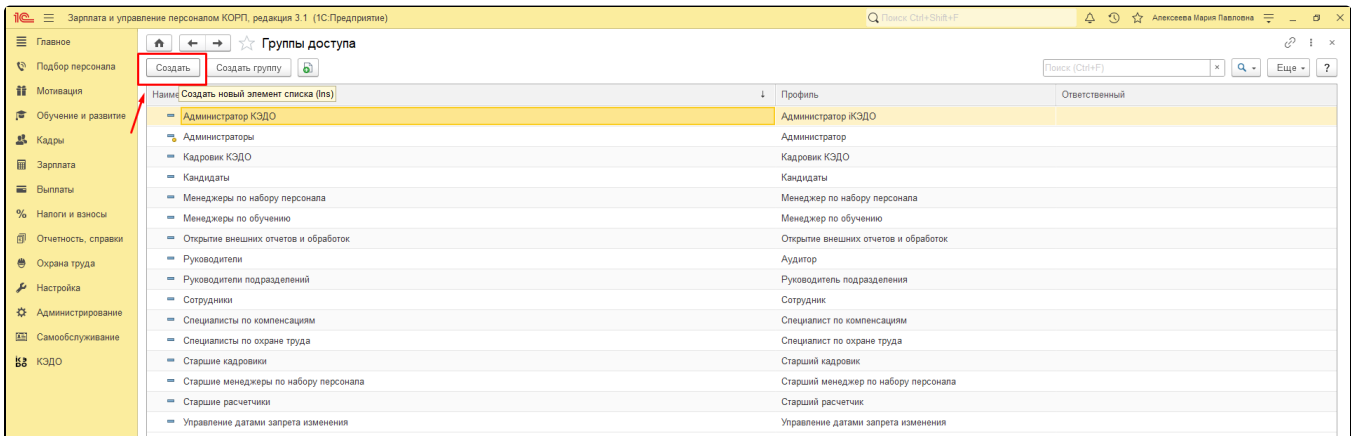 1С Зарплата и управление персоналом КОРП, редакция 3.1 (1С:Предприятие) Поиск Ctrl+Shift+F Алексеева Мария Павловна
Главное
Подбор персонала
Мотивация
Обучение и развитие
Кадры
Зарплата
Выплаты
% Налоги и взносы
Отчетность, справки
Охрана труда
Настройка
Администрирование
Самообслуживание
КЭДО
Группы доступа
Создать Создать группу Поиск (Ctrl+F) × Еще ?
Наиме Создать новый элемент списка (Ins) ↓ Профиль Ответственный
Администратор КЭДО Администратор iКЭДО
Администраторы Администратор
Кадровик КЭДО Кадровик КЭДО
Кандидаты Кандидаты
Менеджеры по набору персонала Менеджер по набору персонала
Менеджеры по обучению Менеджер по обучению
Открытие внешних отчетов и обработок Открытие внешних отчетов и обработок
Руководители Аудитор
Руководители подразделений Руководитель подразделения
Сотрудники Сотрудник
Специалисты по компенсациям Специалист по компенсациям
Специалисты по охране труда Специалист по охране труда
Старшие кадровики Старший кадровик
Старшие менеджеры по набору персонала Старший менеджер по набору персонала
Старшие расчетчики Старший расчетчик
Управление датами запрета изменения Управление датами запрета изменения